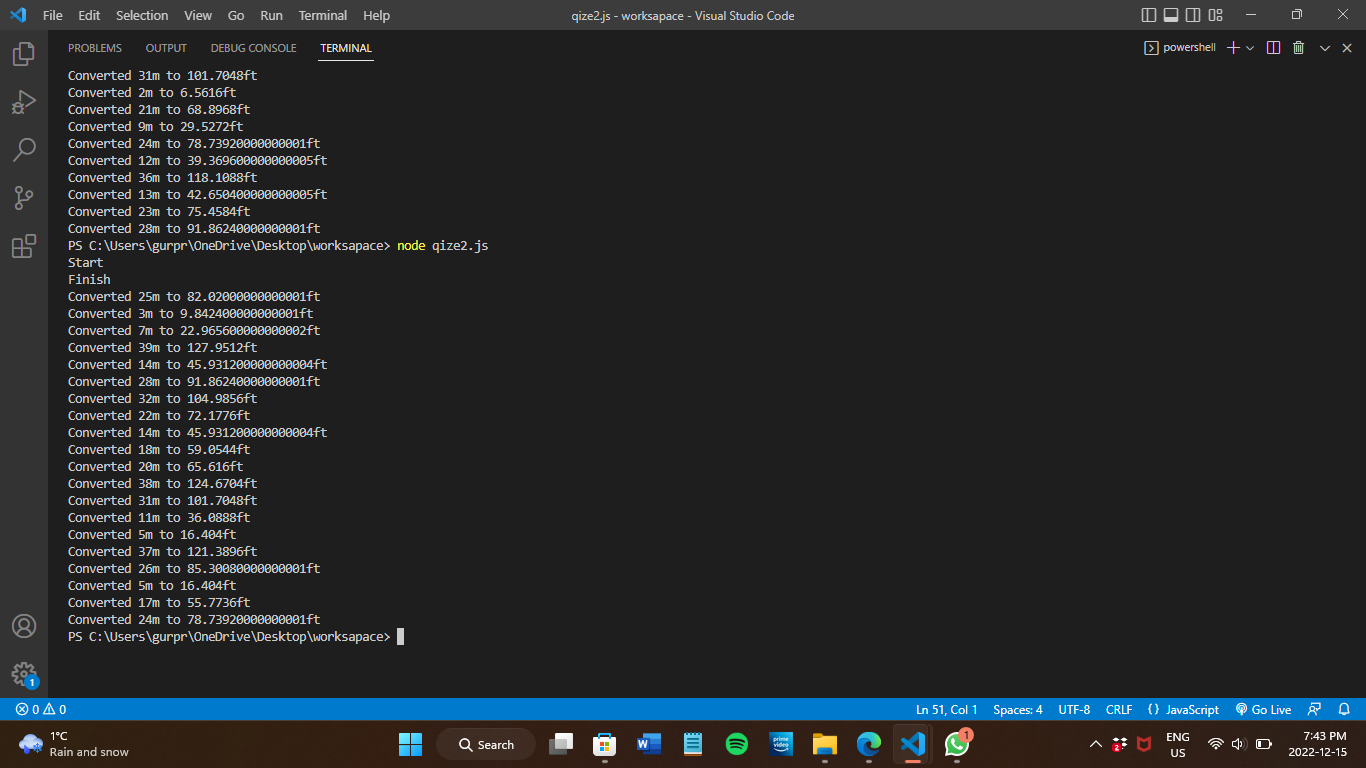 File Edit Selection View Go Run Terminal Help qize2.js - worksapace - Visual Studio Code
PROBLEMS OUTPUT DEBUG CONSOLE TERMINAL powershell
Converted 31m to 101.7048ft
Converted 2m to 6.5616ft
Converted 21m to 68.8968ft
Converted 9m to 29.5272ft
Converted 24m to 78.73920000000001ft
Converted 12m to 39.369600000000005ft
Converted 36m to 118.1088ft
Converted 13m to 42.650400000000005ft
Converted 23m to 75.4584ft
Converted 28m to 91.86240000000001ft
PS C:\Users\gurpr\OneDrive\Desktop\worksapace> node qize2.js
Start
Finish
Converted 25m to 82.02000000000001ft
Converted 3m to 9.842400000000001ft
Converted 7m to 22.965600000000002ft
Converted 39m to 127.9512ft
Converted 14m to 45.931200000000004ft
Converted 28m to 91.86240000000001ft
Converted 32m to 104.9856ft
Converted 22m to 72.1776ft
Converted 14m to 45.931200000000004ft
Converted 18m to 59.0544ft
Converted 20m to 65.616ft
Converted 38m to 124.6704ft
Converted 31m to 101.7048ft
Converted 11m to 36.0888ft
Converted 5m to 16.404ft
Converted 37m to 121.3896ft
Converted 26m to 85.30080000000001ft
Converted 5m to 16.404ft
Converted 17m to 55.7736ft
Converted 24m to 78.73920000000001ft
PS C:\Users\gurpr\OneDrive\Desktop\worksapace>
1
0 0 Ln 51, Col 1 Spaces: 4 UTF-8 CRLF {} JavaScript Go Live
1°C
Rain and snow
Search
W
prime video
1
2
ENG
US
7:43 PM
2022-12-15